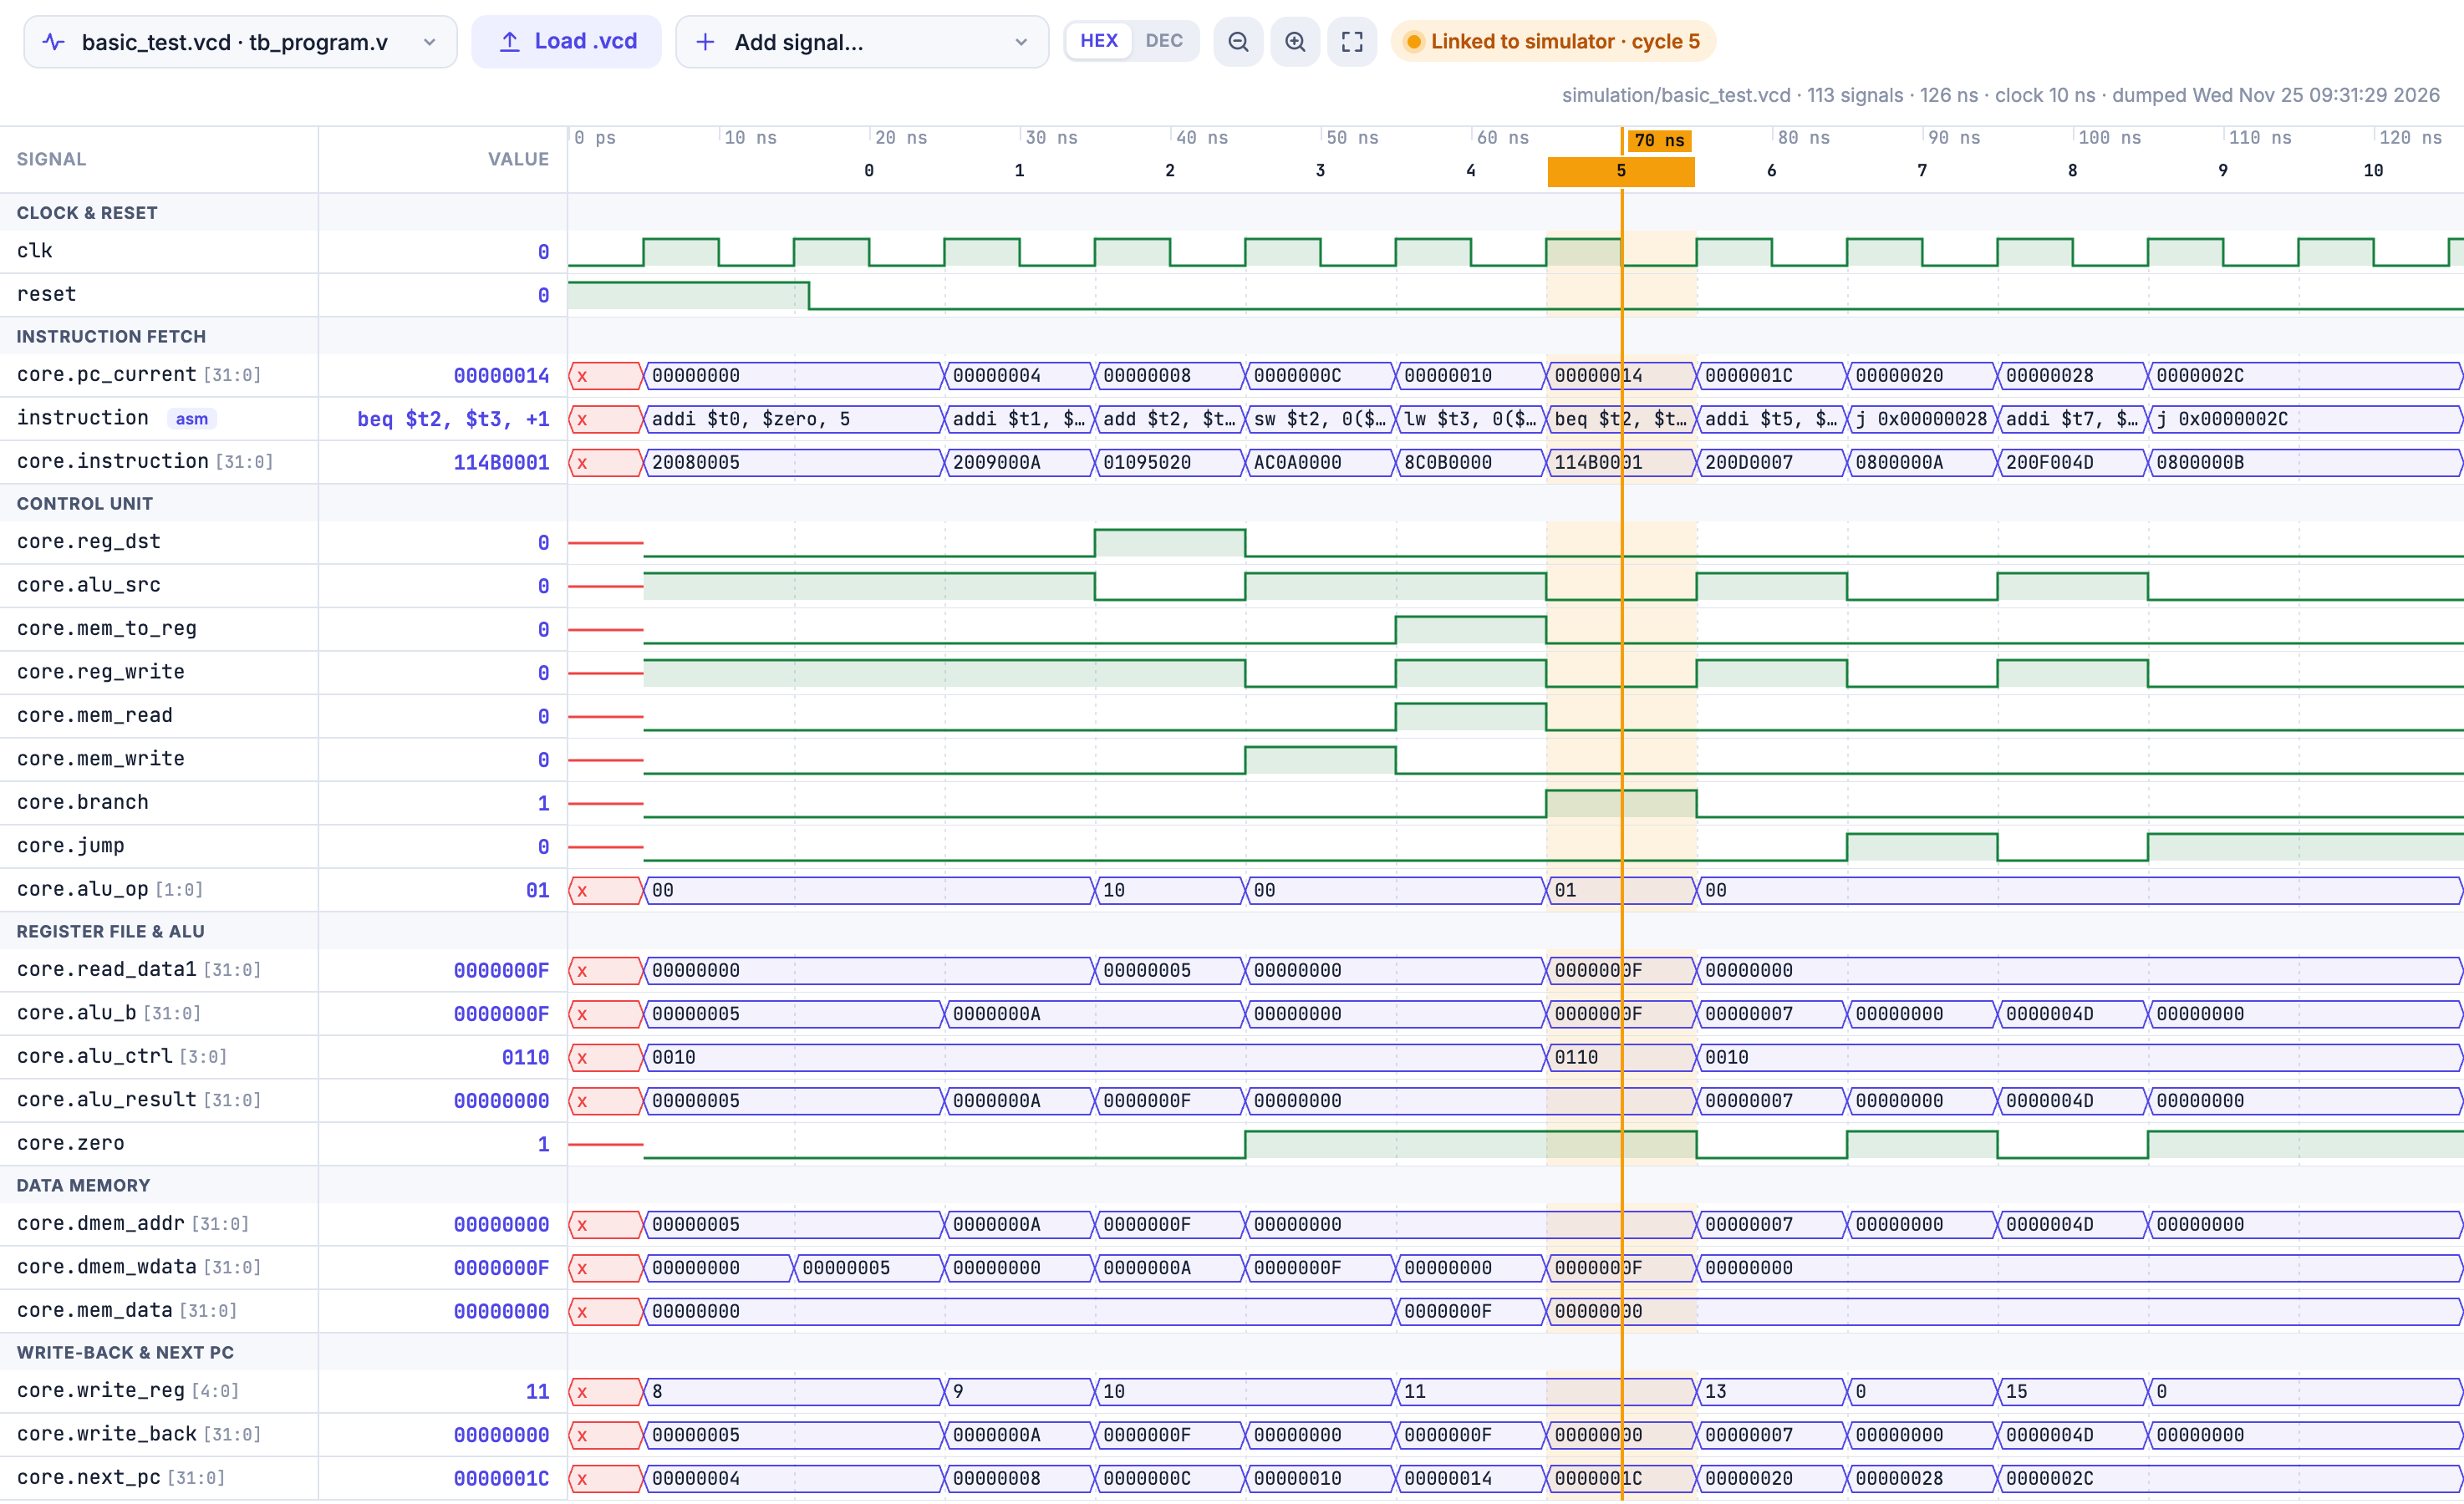 basic_test.vcd · tb_program.v Load .vcd Add signal... HEX DEC Linked to simulator · cycle 5
simulation/basic_test.vcd · 113 signals · 126 ns · clock 10 ns · dumped Wed Nov 25 09:31:29 2026
0 ps 10 ns 20 ns 30 ns 40 ns 50 ns 60 ns 70 ns 80 ns 90 ns 100 ns 110 ns 120 ns
SIGNAL VALUE 0 1 2 3 4 5 6 7 8 9 10
CLOCK & RESET
clk 0
reset 0
INSTRUCTION FETCH
core.pc_current [31:0] 00000014 x 00000000 00000004 00000008 0000000C 00000010 00000014 0000001C 00000020 00000028 0000002C
instruction asm beq $t2, $t3, +1 x addi $t0, $zero, 5 addi $t1, $… add $t2, $t… sw $t2, 0($… lw $t3, 0($… beq $t2, $t… addi $t5, $… j 0x00000028 addi $t7, $… j 0x0000002C
core.instruction [31:0] 114B0001 x 20080005 2009000A 01095020 AC0A0000 8C0B0000 114B0001 200D0007 0800000A 200F004D 0800000B
CONTROL UNIT
core.reg_dst 0
core.alu_src 0
core.mem_to_reg 0
core.reg_write 0
core.mem_read 0
core.mem_write 0
core.branch 1
core.jump 0
core.alu_op [1:0] 01 x 00 10 00 01 00
REGISTER FILE & ALU
core.read_data1 [31:0] 0000000F x 00000000 00000005 00000000 0000000F 00000000
core.alu_b [31:0] 0000000F x 00000005 0000000A 00000000 0000000F 00000007 00000000 0000004D 00000000
core.alu_ctrl [3:0] 0110 x 0010 0110 0010
core.alu_result [31:0] 00000000 x 00000005 0000000A 0000000F 00000000 00000007 00000000 0000004D 00000000
core.zero 1
DATA MEMORY
core.dmem_addr [31:0] 00000000 x 00000005 0000000A 0000000F 00000000 00000007 00000000 0000004D 00000000
core.dmem_wdata [31:0] 0000000F x 00000000 00000005 00000000 0000000A 0000000F 00000000 0000000F 00000000
core.mem_data [31:0] 00000000 x 00000000 0000000F 00000000
WRITE-BACK & NEXT PC
core.write_reg [4:0] 11 x 8 9 10 11 13 0 15 0
core.write_back [31:0] 00000000 x 00000005 0000000A 0000000F 00000000 0000000F 00000000 00000007 00000000 0000004D 00000000
core.next_pc [31:0] 0000001C x 00000004 00000008 0000000C 00000010 00000014 0000001C 00000020 00000028 0000002C